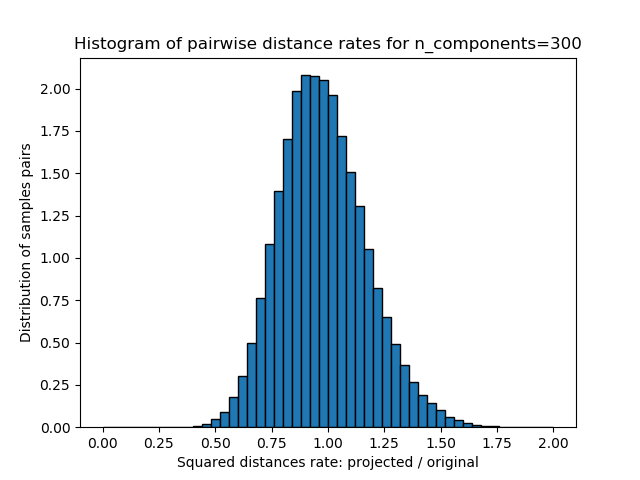 Histogram of pairwise distance rates for n_components=300
Distribution of samples pairs
2.00
1.75
1.50
1.25
1.00
0.75
0.50
0.25
0.00
0.00 0.25 0.50 0.75 1.00 1.25 1.50 1.75 2.00
Squared distances rate: projected / original